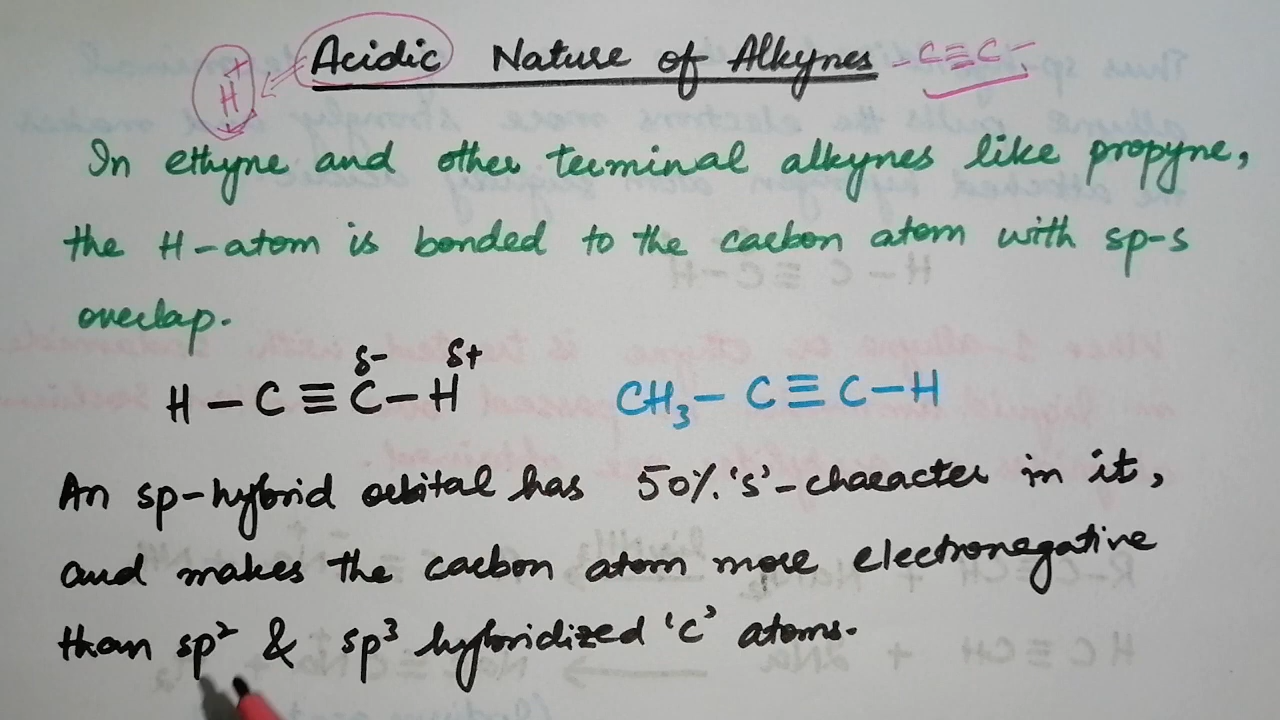 Acidic Nature of Alkynes -C≡C-
H⁺
In ethyne and other terminal alkynes like propyne,
the H-atom is bonded to the carbon atom with sp-s
overlap.
δ- δ+
H-C≡C-H CH₃-C≡C-H
An sp-hybrid orbital has 50% 's'-character in it,
and makes the carbon atom more electronegative
than sp² & sp³ hybridized 'C' atoms.